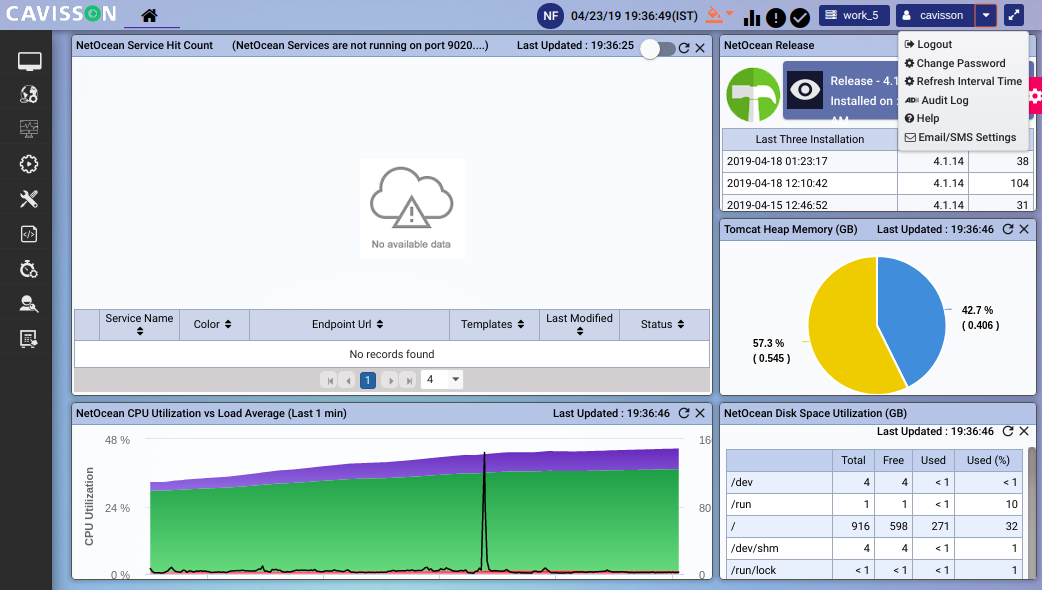 CAVISSON
NF
04/23/19 19:36:49(IST)
work_5
cavisson
Logout
Change Password
Refresh Interval Time
Audit Log
Help
Email/SMS Settings
NetOcean Service Hit Count
(NetOcean Services are not running on port 9020....)
Last Updated : 19:36:25
No available data
Service Name
Color
Endpoint Url
Templates
Last Modified
Status
No records found
1
4
NetOcean Release
Release - 4.1
Installed on
AM
Last Three Installation
2019-04-18 01:23:17 4.1.14 38
2019-04-18 12:10:42 4.1.14 104
2019-04-15 12:46:52 4.1.14 31
Tomcat Heap Memory (GB)
Last Updated : 19:36:46
42.7 %
( 0.406 )
57.3 %
( 0.545 )
NetOcean CPU Utilization vs Load Average (Last 1 min)
Last Updated : 19:36:46
CPU Utilization
48 %
24 %
0 %
16
80
0
NetOcean Disk Space Utilization (GB)
Last Updated : 19:36:46
Total Free Used Used (%)
/dev 4 4 < 1 < 1
/run 1 1 < 1 10
/ 916 598 271 32
/dev/shm 4 4 < 1 1
/run/lock < 1 < 1 < 1 1